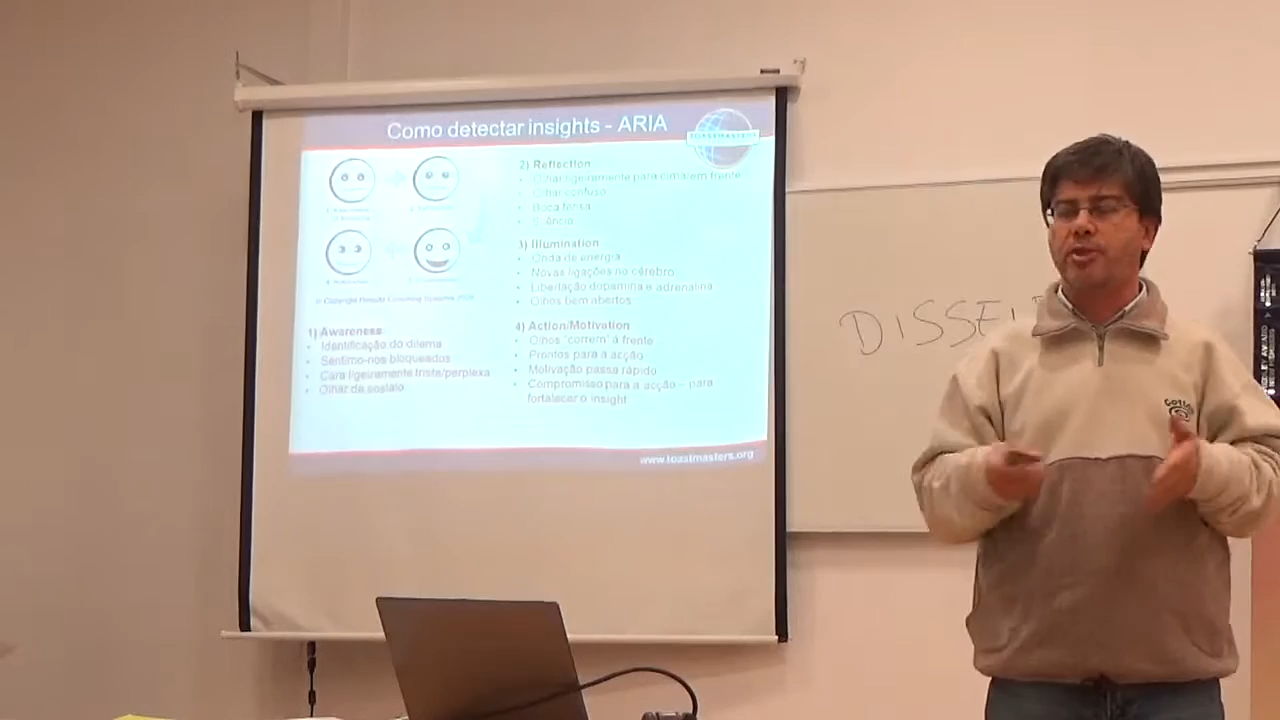 Como detectar insights - ARIA
TOASTMASTERS
2) Reflection
• Olhar ligeiramente para cima/em frente
• Olhar confuso
• Boca tensa
• Silêncio
3) Illumination
• Onda de energia
• Novas ligações no cérebro
• Libertação dopamina e adrenalina
• Olhos bem abertos
1) Awareness
• Identificação do dilema
• Sentimo-nos bloqueados
• Cara ligeiramente triste/perplexa
• Olhar de soslaio
4) Action/Motivation
• Olhos "correm" à frente
• Prontos para a acção
• Motivação passa rápido
• Compromisso para a acção – para
fortalecer o insight
www.toastmasters.org
DISSE